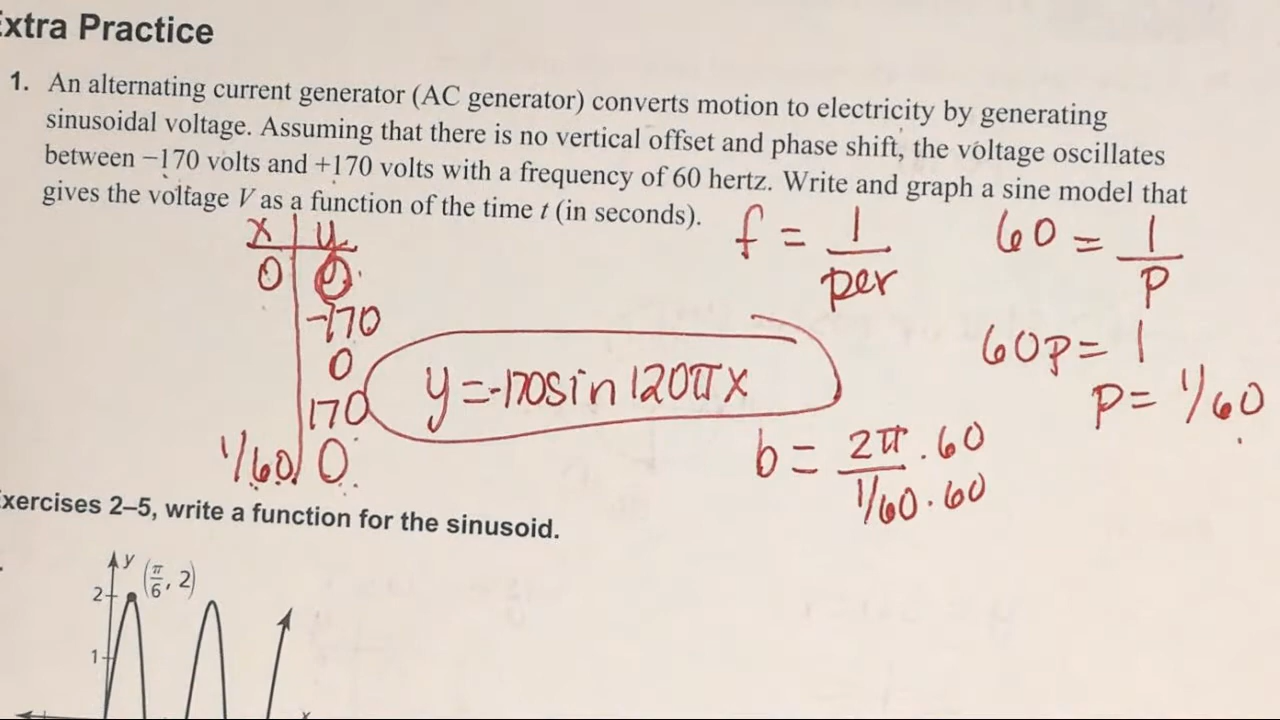 Extra Practice
1. An alternating current generator (AC generator) converts motion to electricity by generating
sinusoidal voltage. Assuming that there is no vertical offset and phase shift, the voltage oscillates
between −170 volts and +170 volts with a frequency of 60 hertz. Write and graph a sine model that
gives the voltage V as a function of the time t (in seconds).
x y
0 0
-170
0
170
1/60 0
f = 1/per
60 = 1/p
60p = 1
p = 1/60
y = -170sin 120πx
b = 2π . 60
1/60 . 60
Exercises 2–5, write a function for the sinusoid.
y
(π/6, 2)
2
1
x